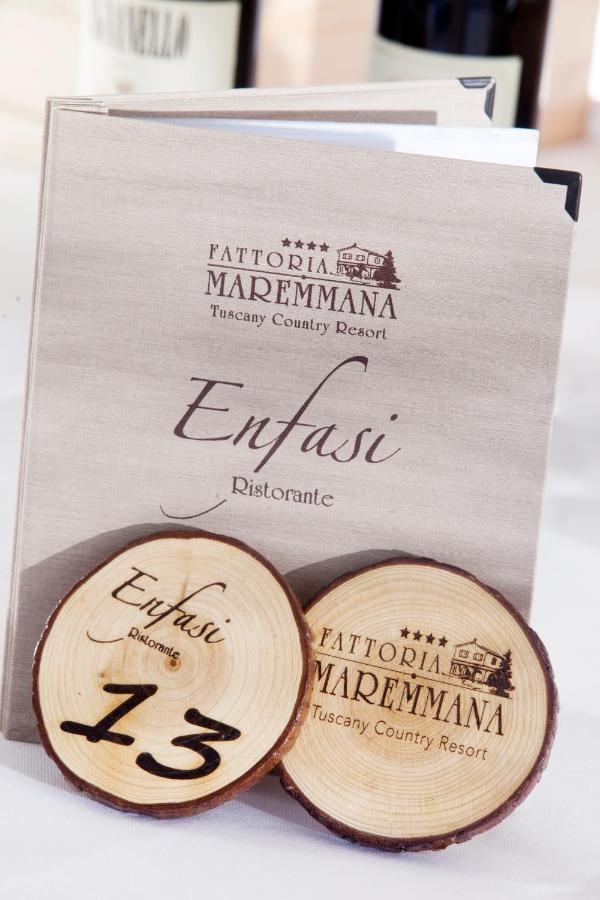 FATTORIA
MAREMMANA
Tuscany Country Resort
Enfasi
Ristorante
Enfasi
Ristorante
13
FATTORIA
MAREMMANA
Tuscany Country Resort